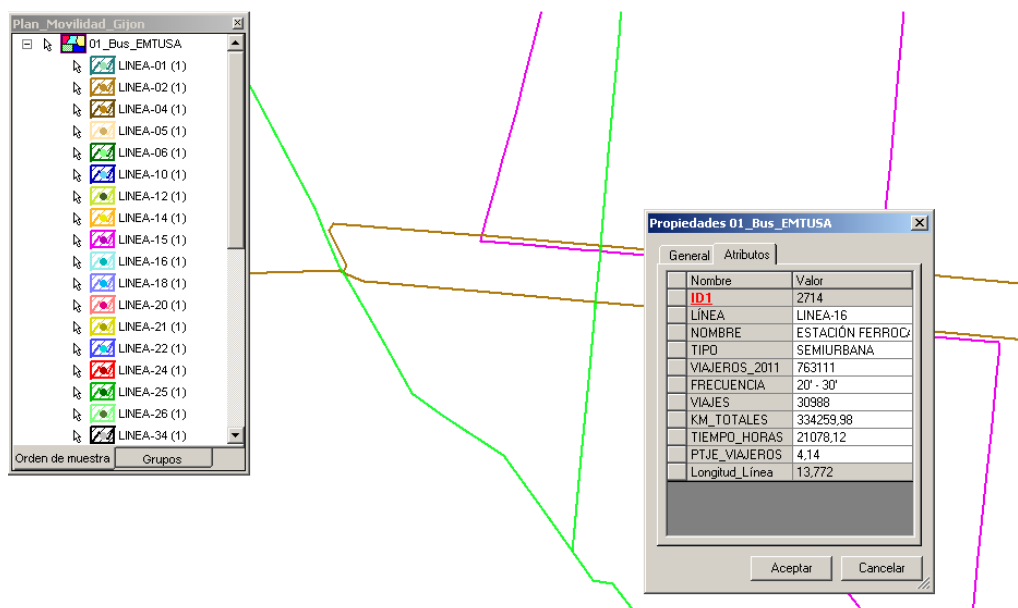 Plan_Movilidad_Gijon
01_Bus_EMTUSA
LINEA-01 (1)
LINEA-02 (1)
LINEA-04 (1)
LINEA-05 (1)
LINEA-06 (1)
LINEA-10 (1)
LINEA-12 (1)
LINEA-14 (1)
LINEA-15 (1)
LINEA-16 (1)
LINEA-18 (1)
LINEA-20 (1)
LINEA-21 (1)
LINEA-22 (1)
LINEA-24 (1)
LINEA-25 (1)
LINEA-26 (1)
LINEA-34 (1)
Orden de muestra Grupos
Propiedades 01_Bus_EMTUSA
General Atributos
Nombre Valor
ID1 2714
LÍNEA LINEA-16
NOMBRE ESTACIÓN FERROCA
TIPO SEMIURBANA
VIAJEROS_2011 763111
FRECUENCIA 20' - 30'
VIAJES 30988
KM_TOTALES 334259,98
TIEMPO_HORAS 21078,12
PTJE_VIAJEROS 4,14
Longitud_Línea 13,772
Aceptar Cancelar